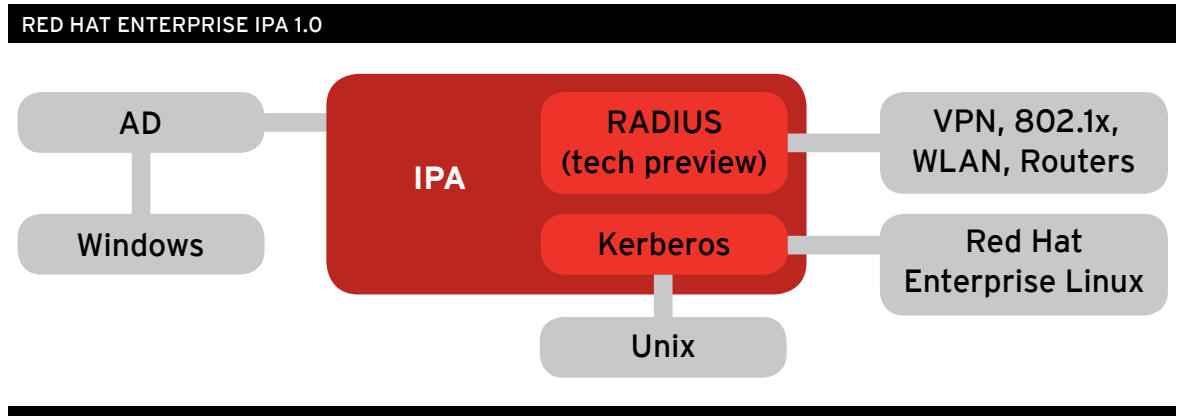 RED HAT ENTERPRISE IPA 1.0
AD
Windows
IPA
RADIUS
(tech preview)
Kerberos
Unix
VPN, 802.1x,
WLAN, Routers
Red Hat
Enterprise Linux